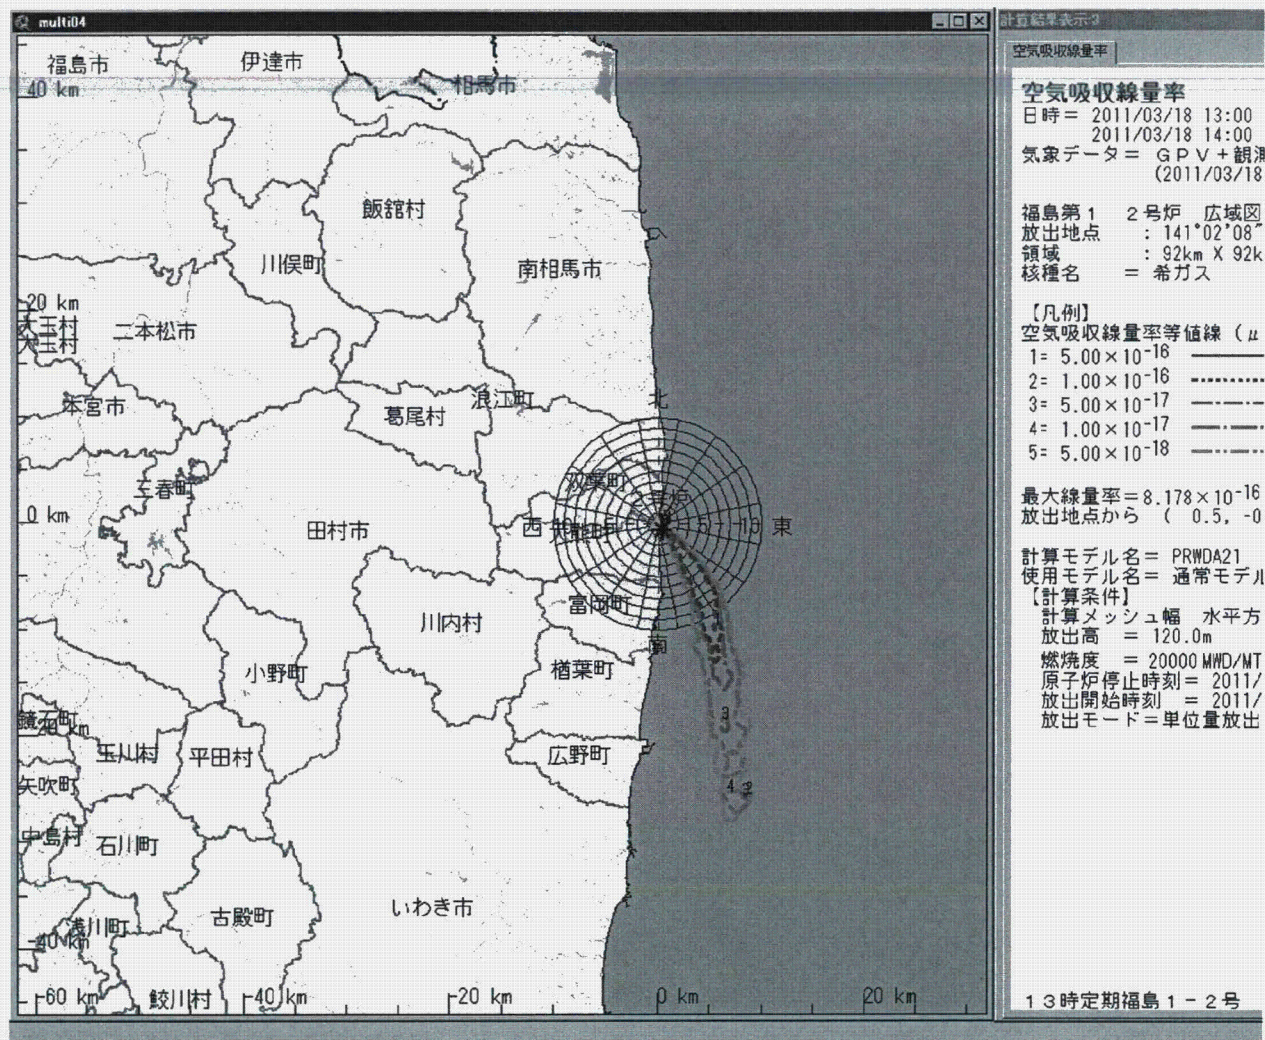 multi04
福島市
伊達市
相馬市
40 km
飯舘村
川俣町
南相馬市
20 km
大玉村
大玉村
二本松市
本宮市
葛尾村
浪江町
北
三春町
双葉町
0 km
田村市
西
大熊町
東
富岡町
川内村
南
小野町
楢葉町
鏡石町
-20 km
玉川村
平田村
広野町
矢吹町
中島村
石川町
いわき市
古殿町
浅川町
-40 km
鮫川村
-60 km
-40 km
-20 km
0 km
20 km
3
4
計算結果表示:3
空気吸収線量率
空気吸収線量率
日時= 2011/03/18 13:00
2011/03/18 14:00
気象データ= GPV+観測
(2011/03/18
福島第1 2号炉 広域図
放出地点 : 141°02'08"
領域 : 92km X 92k
核種名 = 希ガス
【凡例】
空気吸収線量率等値線 (μ
1= 5.00×10-16
2= 1.00×10-16
3= 5.00×10-17
4= 1.00×10-17
5= 5.00×10-18
最大線量率=8.178×10-16
放出地点から ( 0.5, -0
計算モデル名= PRWDA21
使用モデル名= 通常モデル
【計算条件】
計算メッシュ幅 水平方
放出高 = 120.0m
燃焼度 = 20000 MWD/MT
原子炉停止時刻= 2011/
放出開始時刻 = 2011/
放出モード=単位量放出
13時定期福島1-2号